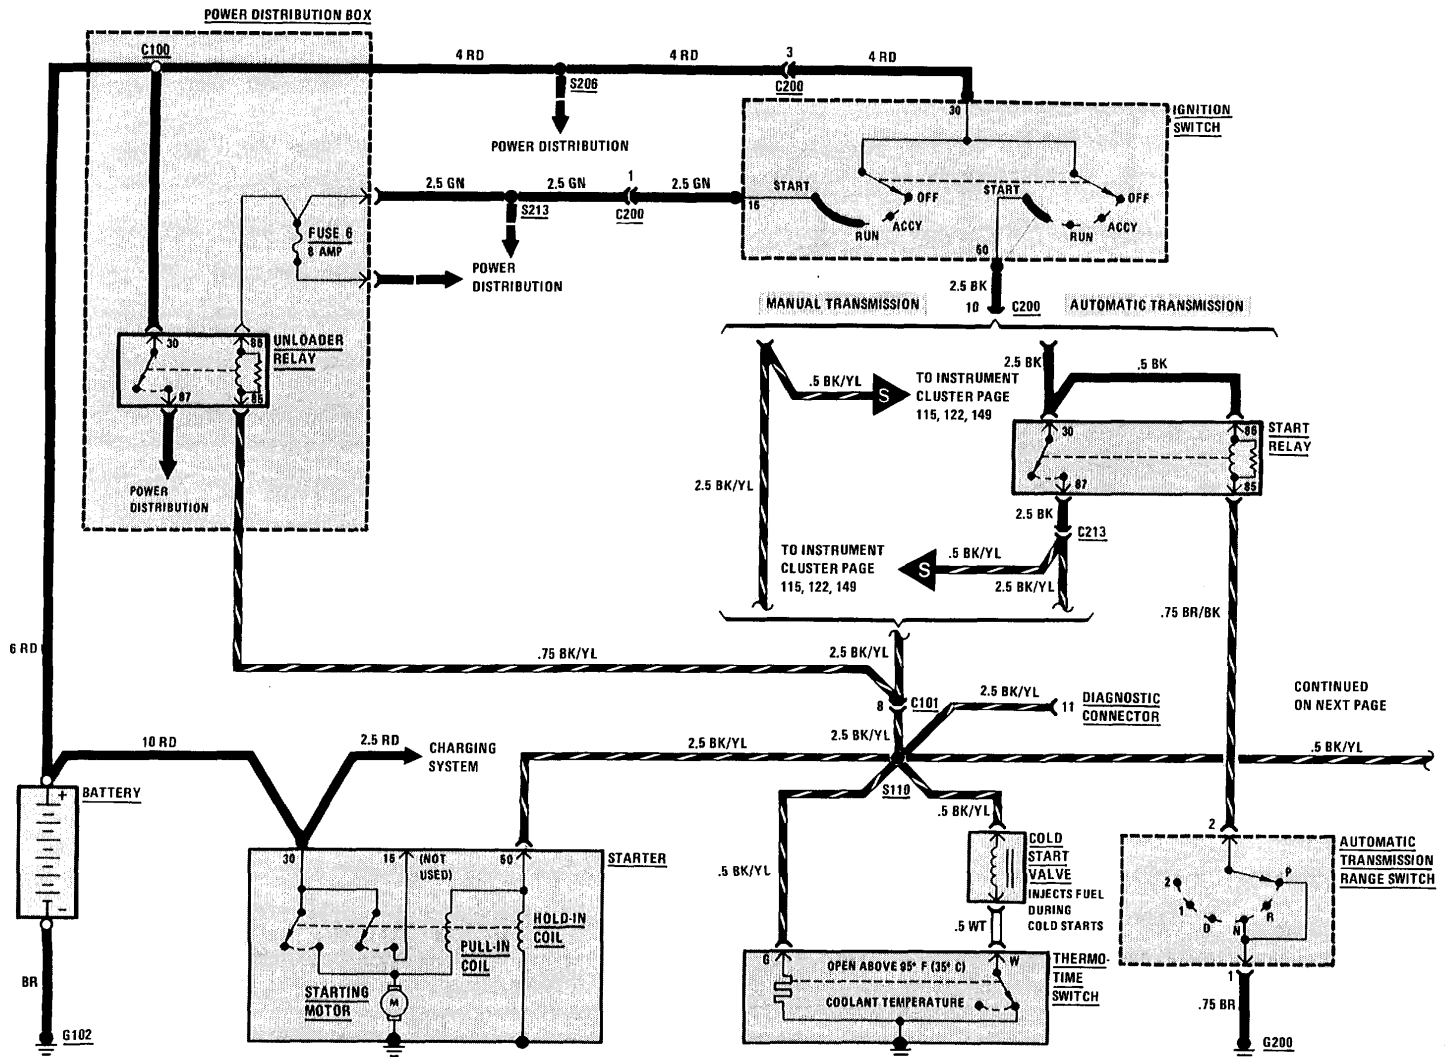 POWER DISTRIBUTION BOX
C100
4 RD
4 RD
3
4 RD
S206
C200
30
IGNITION
SWITCH
POWER DISTRIBUTION
2.5 GN
2.5 GN
1
2.5 GN
START
START
OFF
OFF
S213
C200
16
RUN
ACCY
RUN
ACCY
FUSE 6
8 AMP
60
POWER
DISTRIBUTION
2.5 BK
MANUAL TRANSMISSION
10
C200
AUTOMATIC TRANSMISSION
30
86
UNLOADER
RELAY
87
85
2.5 BK
.5 BK
.5 BK/YL
S
TO INSTRUMENT
CLUSTER PAGE
115, 122, 149
30
86
START
RELAY
87
85
POWER
DISTRIBUTION
2.5 BK/YL
2.5 BK
C213
TO INSTRUMENT
CLUSTER PAGE
115, 122, 149
S
.5 BK/YL
2.5 BK/YL
.75 BR/BK
6 RD
.75 BK/YL
2.5 BK/YL
8
C101
2.5 BK/YL
11
DIAGNOSTIC
CONNECTOR
CONTINUED
ON NEXT PAGE
10 RD
2.5 RD
CHARGING
SYSTEM
2.5 BK/YL
2.5 BK/YL
.5 BK/YL
S110
BATTERY
+
−
.5 BK/YL
2
30
15
(NOT
USED)
50
STARTER
COLD
START
VALVE
INJECTS FUEL
DURING
COLD STARTS
AUTOMATIC
TRANSMISSION
RANGE SWITCH
.5 BK/YL
P
2
1
D
N
R
HOLD-IN
COIL
PULL-IN
COIL
.5 WT
STARTING
MOTOR
M
G
OPEN ABOVE 95° F (35° C)
W
THERMO-
TIME
SWITCH
COOLANT TEMPERATURE
1
BR
.75 BR
G102
G200